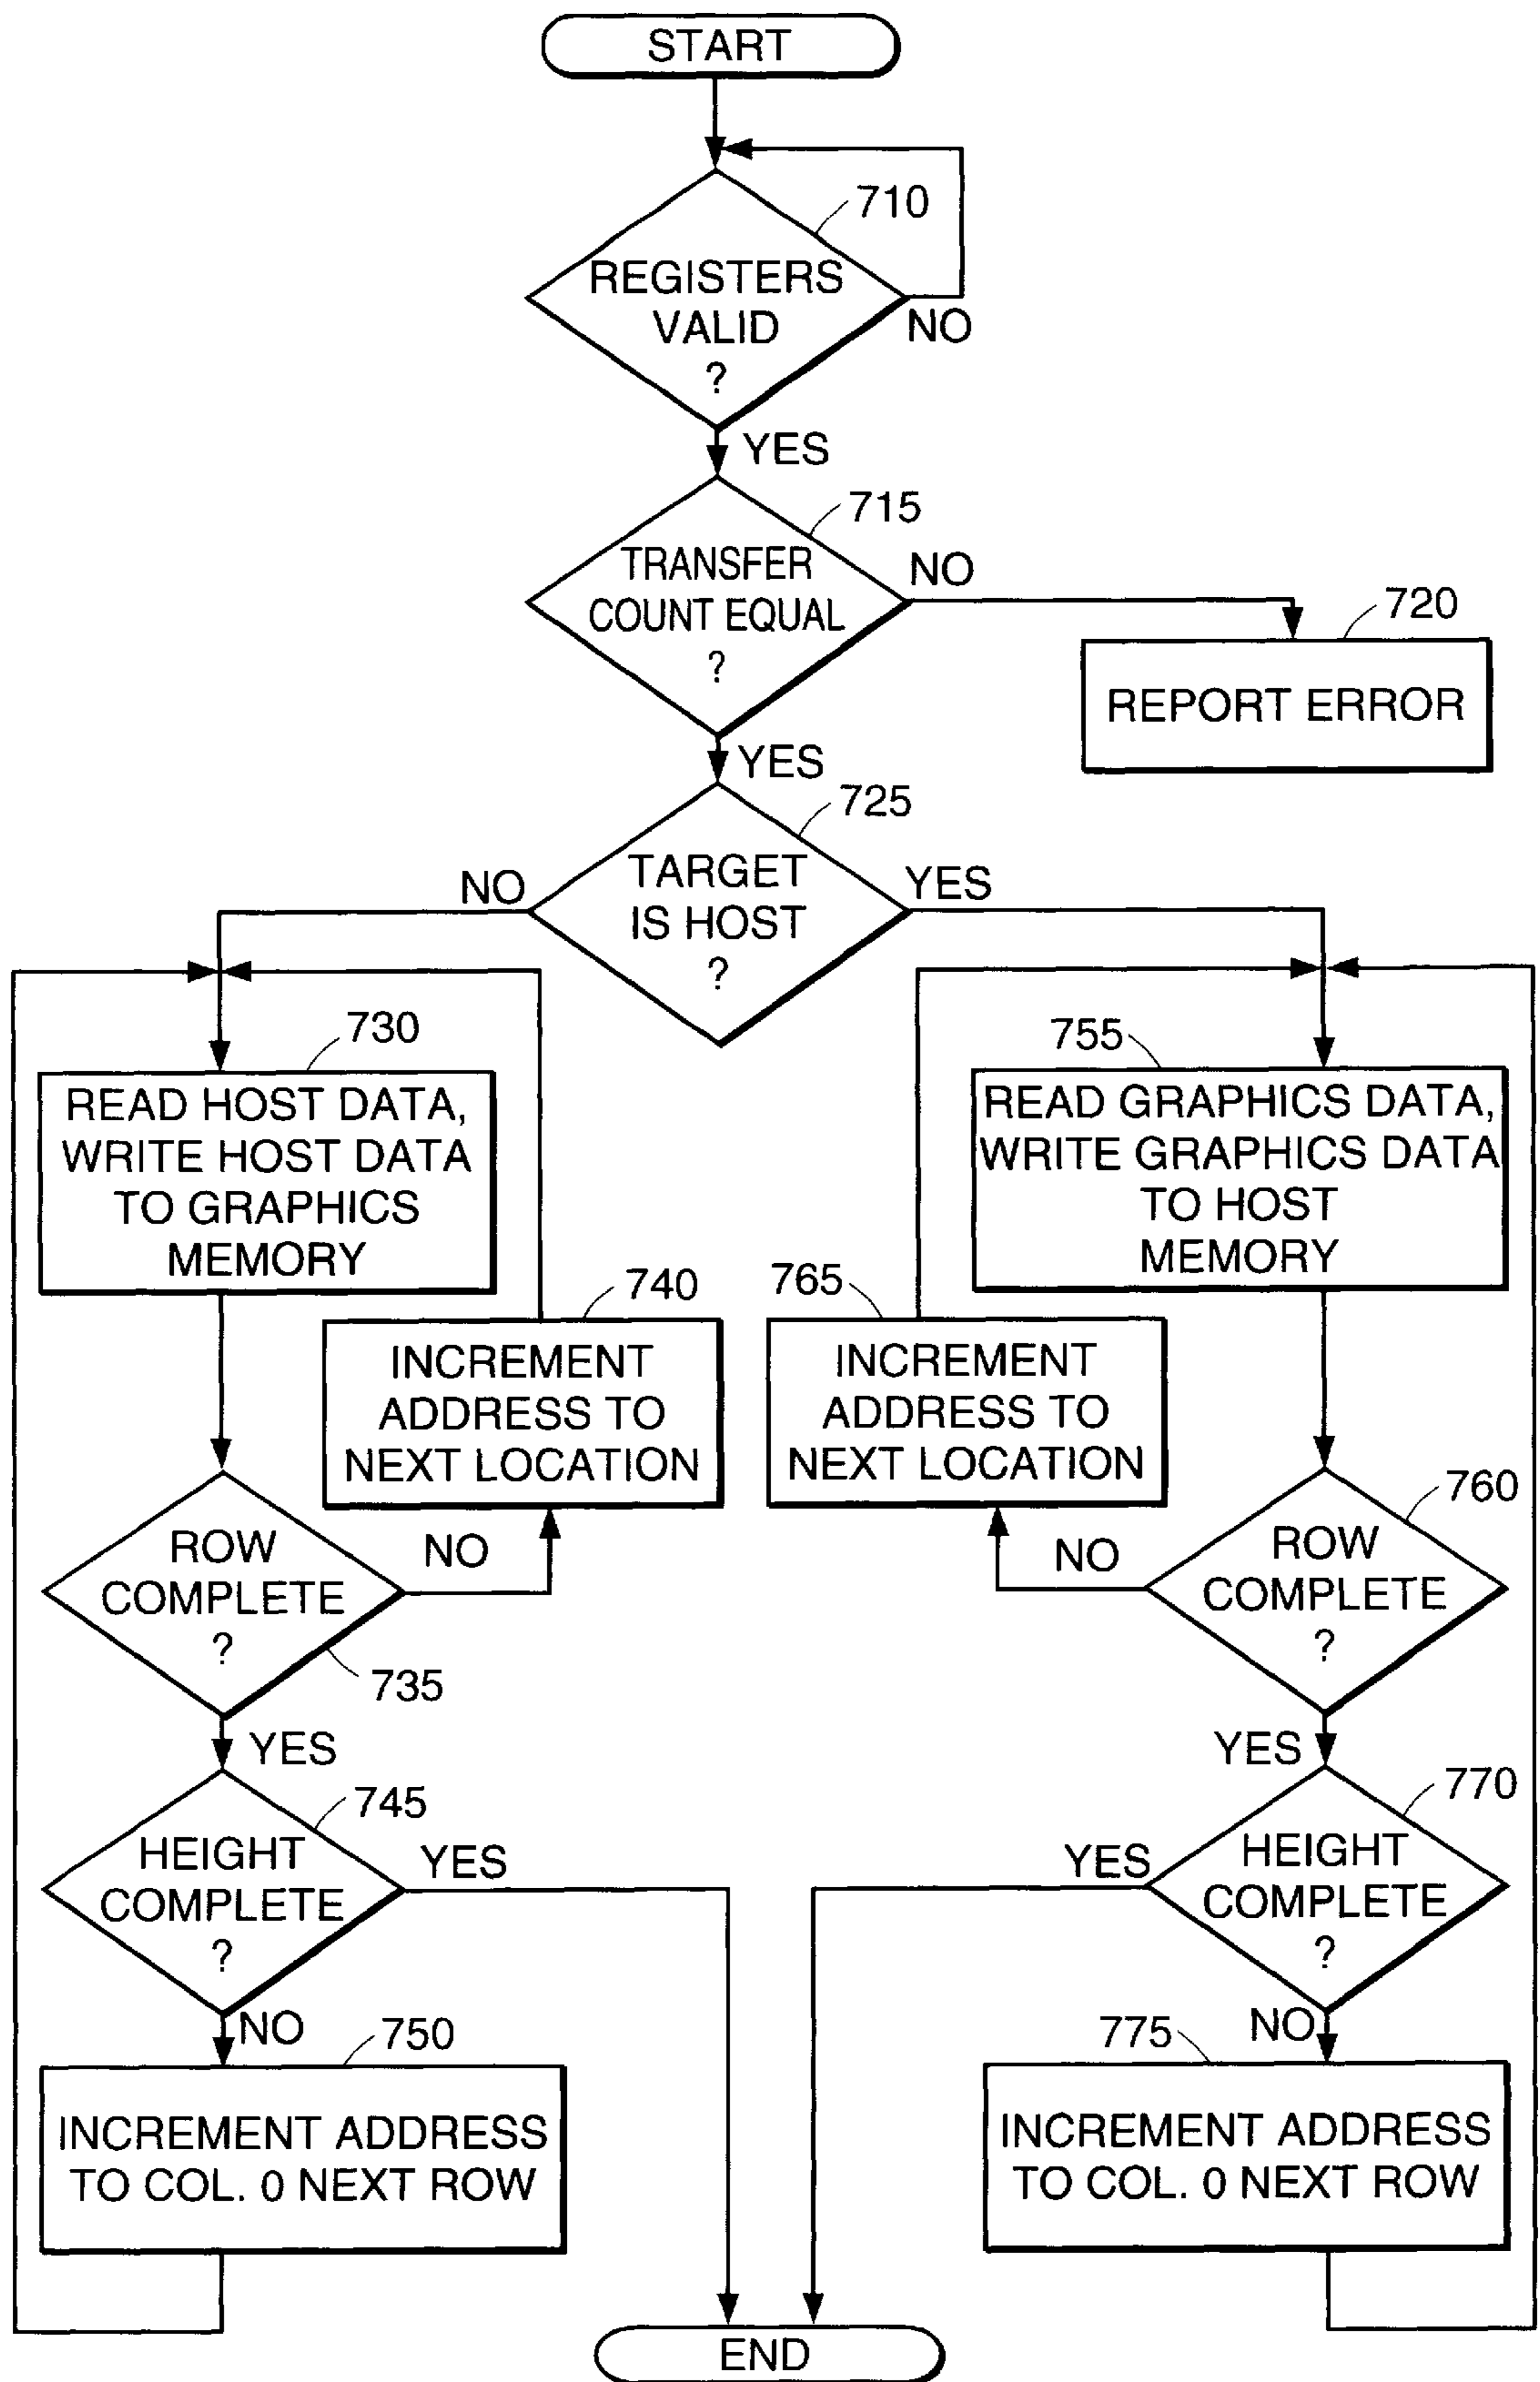 START
710
REGISTERS
VALID
?
NO
YES
715
TRANSFER
COUNT EQUAL
?
NO
720
REPORT ERROR
YES
725
TARGET
IS HOST
?
NO
YES
730
READ HOST DATA,
WRITE HOST DATA
TO GRAPHICS
MEMORY
755
READ GRAPHICS DATA,
WRITE GRAPHICS DATA
TO HOST
MEMORY
740
INCREMENT
ADDRESS TO
NEXT LOCATION
765
INCREMENT
ADDRESS TO
NEXT LOCATION
ROW
COMPLETE
?
NO
735
NO
760
ROW
COMPLETE
?
YES
YES
745
HEIGHT
COMPLETE
?
YES
770
YES
HEIGHT
COMPLETE
?
NO
750
INCREMENT ADDRESS
TO COL. 0 NEXT ROW
NO
775
INCREMENT ADDRESS
TO COL. 0 NEXT ROW
END